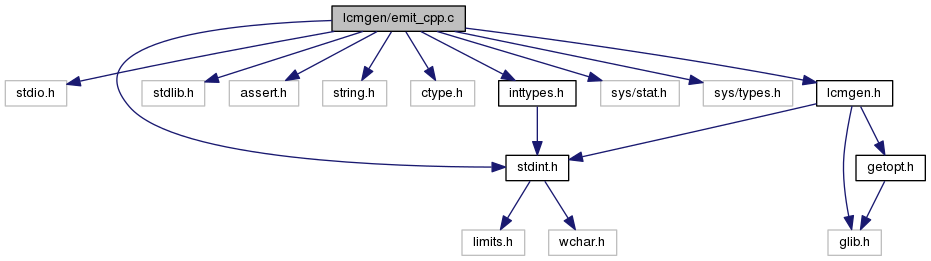 lcmgen/emit_cpp.c
stdio.h
stdlib.h
assert.h
string.h
ctype.h
inttypes.h
sys/stat.h
sys/types.h
lcmgen.h
stdint.h
getopt.h
limits.h
wchar.h
glib.h